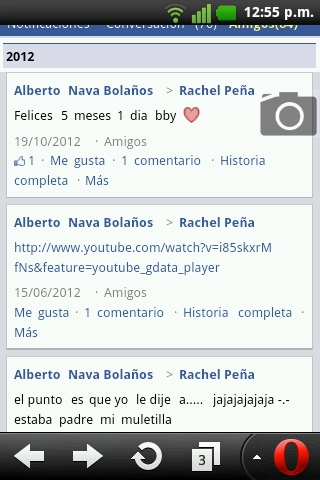 12:55 p.m.
Notificaciones Conversación (70) Amigos(84)
2012
Alberto Nava Bolaños > Rachel Peña
Felices 5 meses 1 dia bby
19/10/2012 · Amigos
1 · Me gusta · 1 comentario · Historia
completa · Más
Alberto Nava Bolaños > Rachel Peña
http://www.youtube.com/watch?v=i85skxrM
fNs&feature=youtube_gdata_player
15/06/2012 · Amigos
Me gusta · 1 comentario · Historia completa ·
Más
Alberto Nava Bolaños > Rachel Peña
el punto es que yo le dije a..... jajajajajaja -.-
estaba padre mi muletilla
3